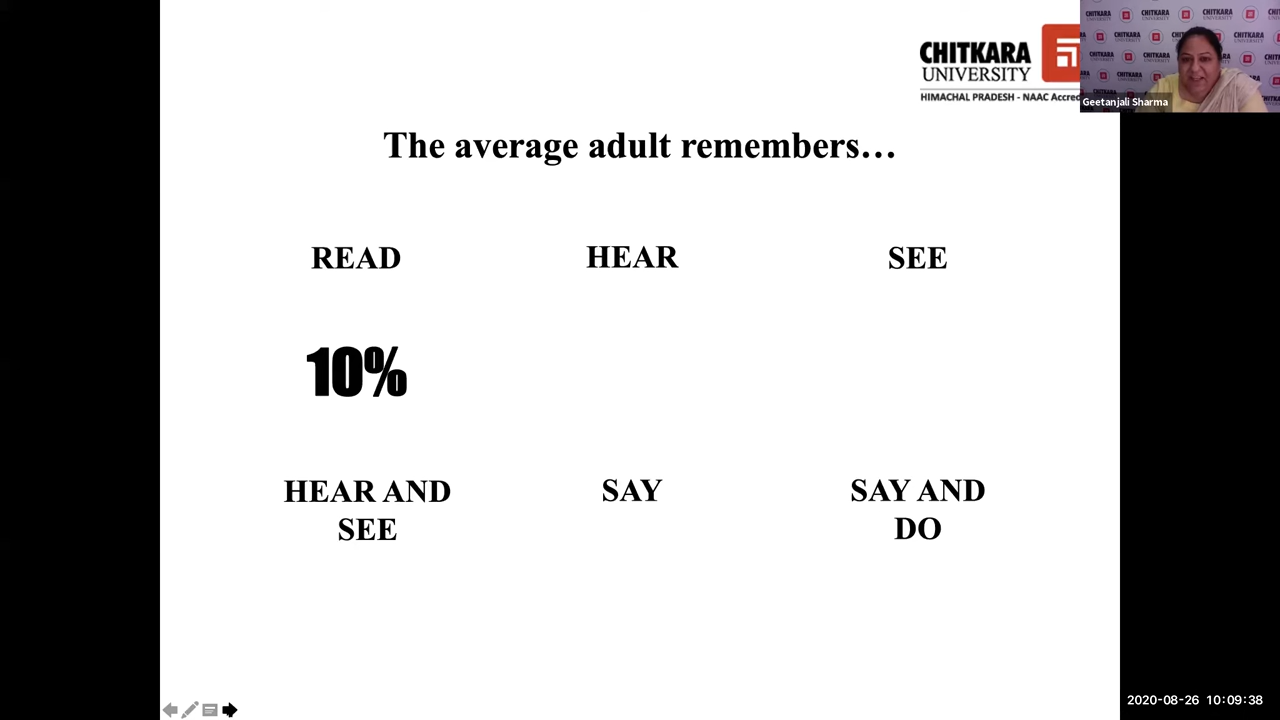 CHITKARA
UNIVERSITY
HIMACHAL PRADESH - NAAC Accre
Geetanjali Sharma
The average adult remembers…
READ
HEAR
SEE
10%
HEAR AND
SEE
SAY
SAY AND
DO
2020-08-26 10:09:38